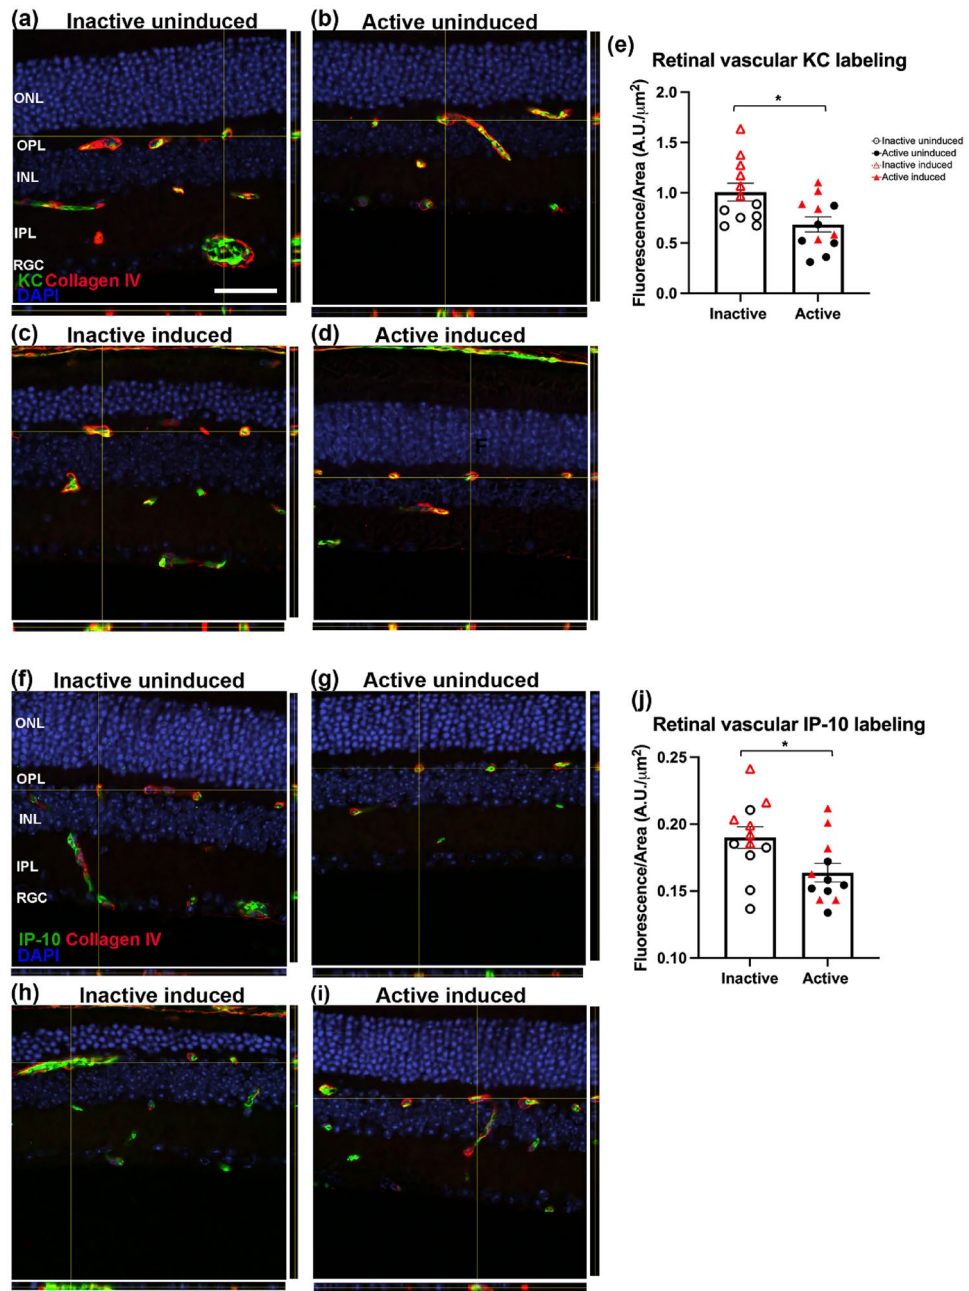 (a) Inactive uninduced
ONL
OPL
INL
IPL
RGC
KC Collagen IV
DAPI
(b) Active uninduced
(c) Inactive induced
(d) Active induced
F
(e)
Retinal vascular KC labeling
Fluorescence/Area (A.U./μm²)
2.0
1.5
1.0
0.5
0.0
*
Inactive Active
Inactive uninduced
Active uninduced
Inactive induced
Active induced
(f) Inactive uninduced
ONL
OPL
INL
IPL
RGC
IP-10 Collagen IV
DAPI
(g) Active uninduced
(h) Inactive induced
(i) Active induced
(j)
Retinal vascular IP-10 labeling
Fluorescence/Area (A.U./μm²)
0.25
0.20
0.15
0.10
*
Inactive Active